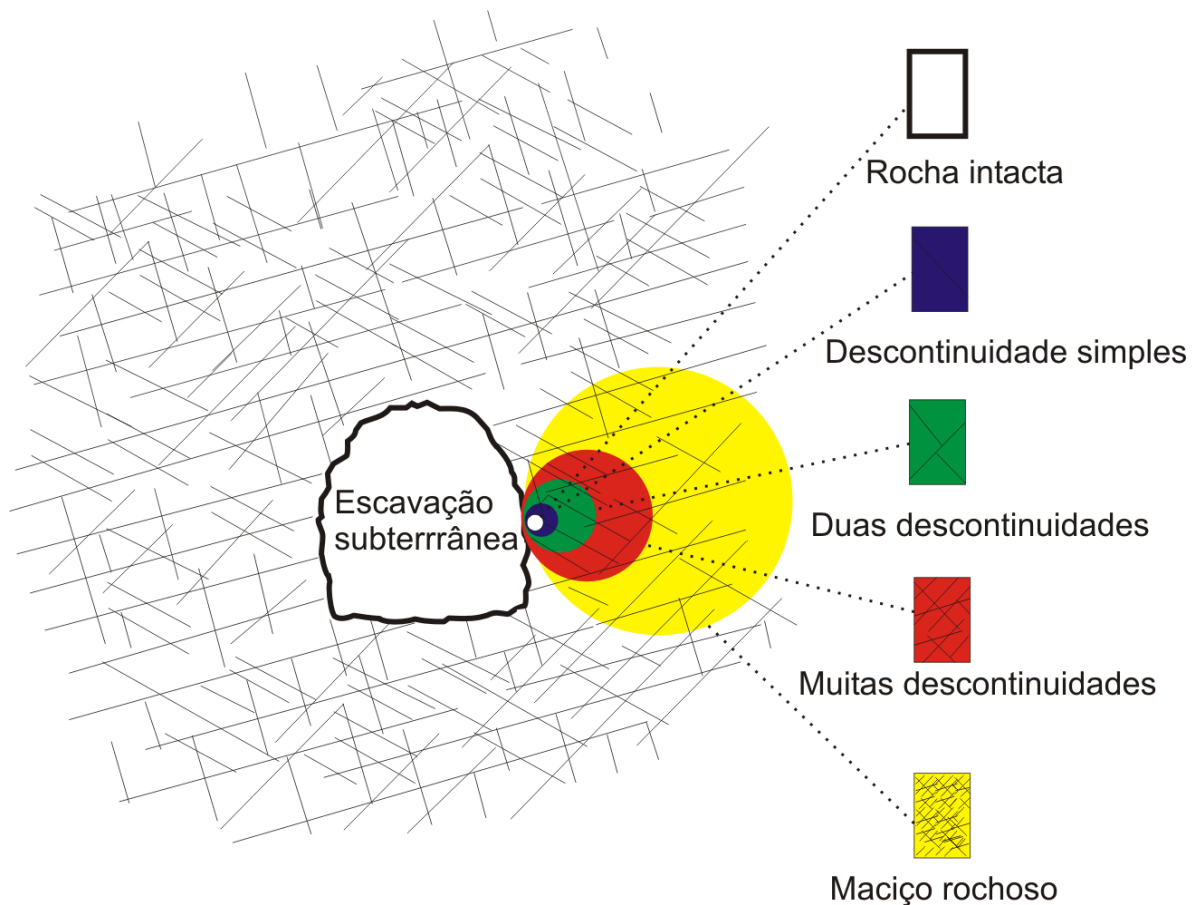 Rocha intacta
Descontinuidade simples
Escavação
subterrrânea
Duas descontinuidades
Muitas descontinuidades
Maciço rochoso